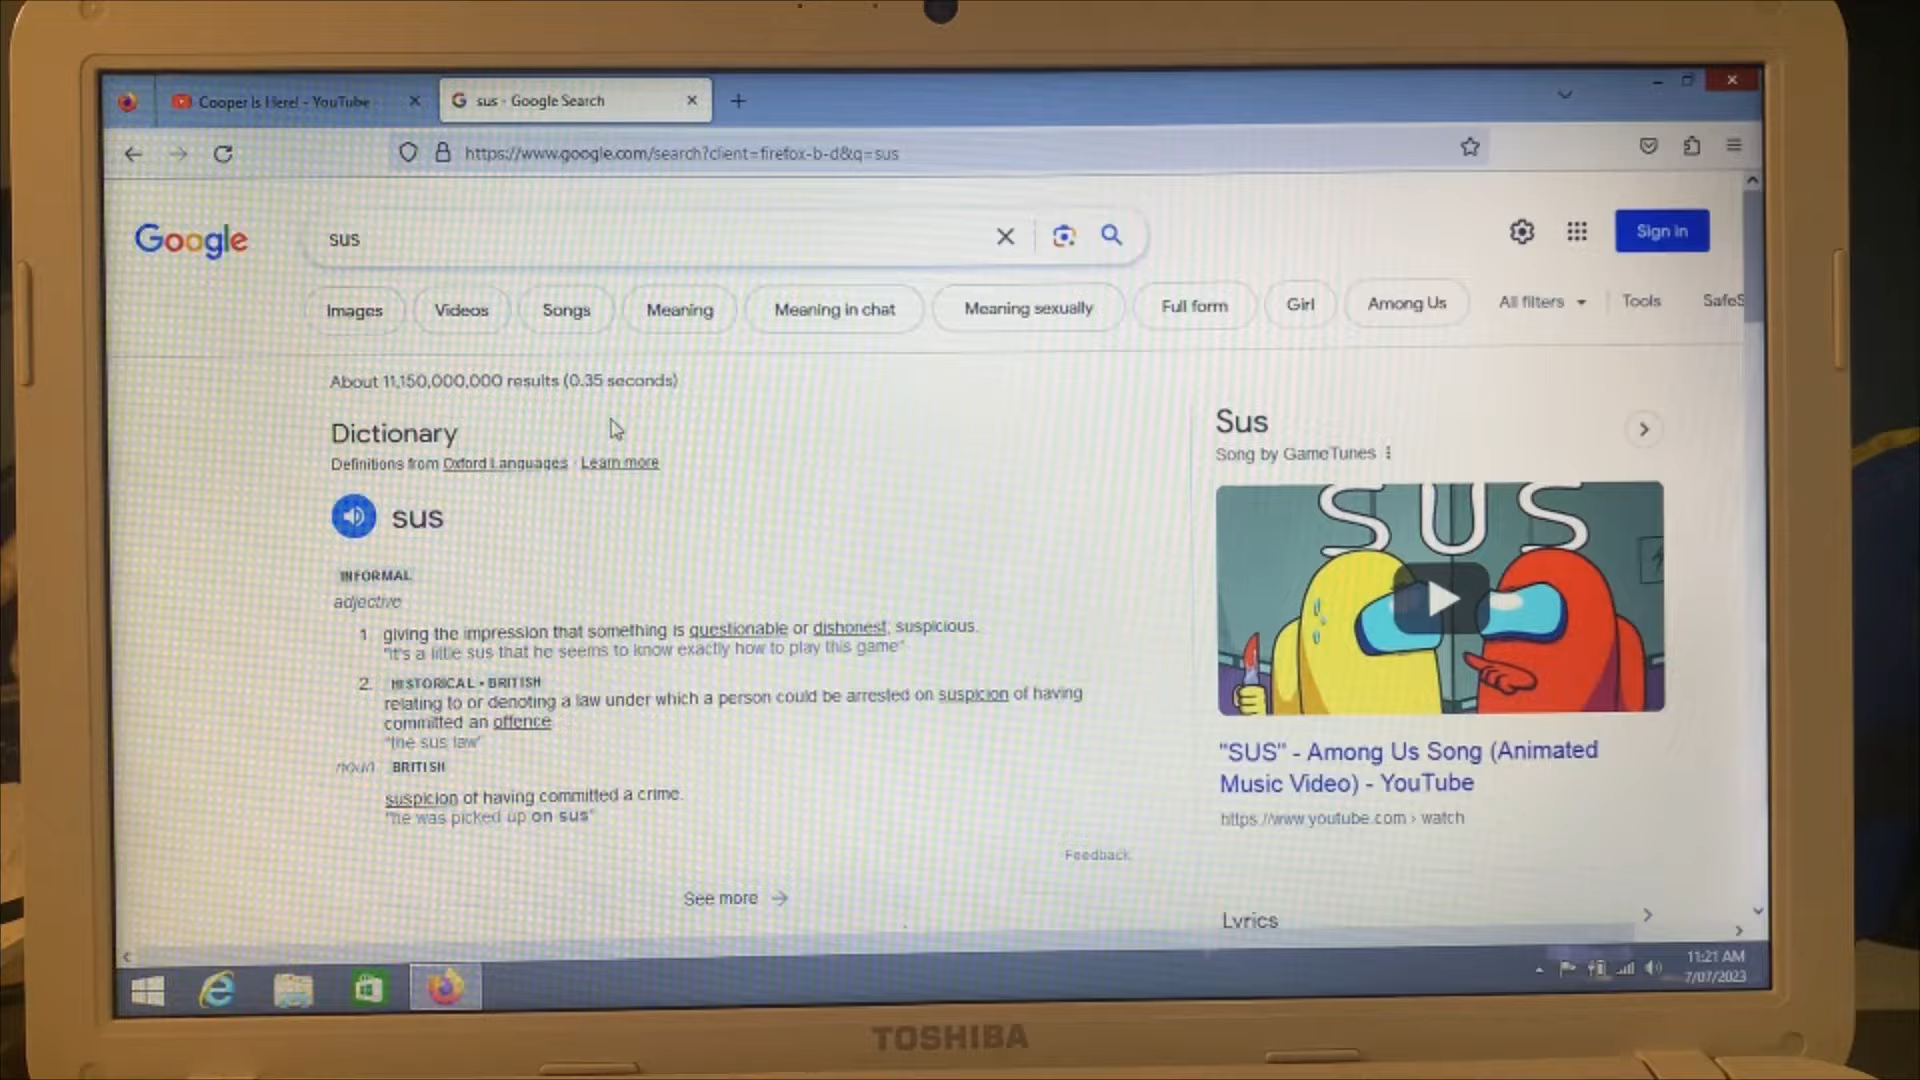 Cooper Is Here! - YouTube
sus - Google Search
https://www.google.com/search?client=firefox-b-d&q=sus
Google
sus
Sign in
Images
Videos
Songs
Meaning
Meaning in chat
Meaning sexually
Full form
Girl
Among Us
All filters
Tools
SafeS
About 11,150,000,000 results (0.35 seconds)
Dictionary
Definitions from Oxford Languages · Learn more
sus
INFORMAL
adjective
1 giving the impression that something is questionable or dishonest; suspicious.
"it's a little sus that he seems to know exactly how to play this game"
2. HISTORICAL • BRITISH
relating to or denoting a law under which a person could be arrested on suspicion of having
committed an offence
"the sus law"
noun BRITISH
suspicion of having committed a crime.
"he was picked up on sus"
Feedback
See more
Sus
Song by GameTunes
SUS
"SUS" - Among Us Song (Animated
Music Video) - YouTube
https://www.youtube.com › watch
Lyrics
11:21 AM
7/07/2023
TOSHIBA